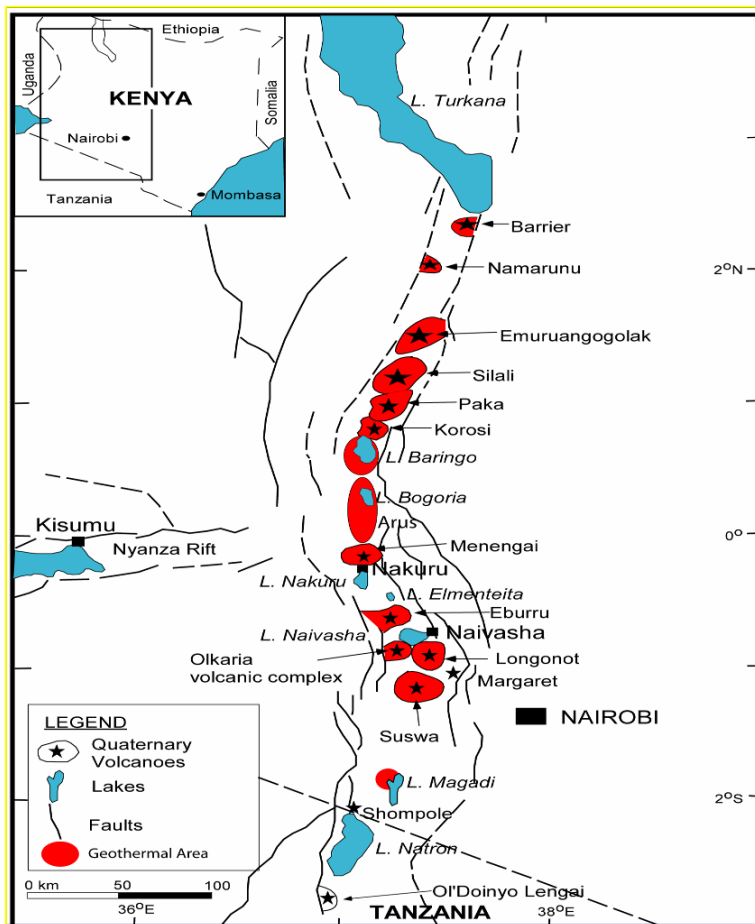 Ethiopia
Uganda
KENYA
Somalia
Nairobi
Tanzania
Mombasa
L. Turkana
Barrier
Namarunu
2°N
Emuruangogolak
Silali
Paka
Korosi
L. Baringo
L. Bogoria
Arus
Kisumu
0°
Nyanza Rift
Menengai
Nakuru
L. Nakuru
L. Elmenteita
Eburru
L. Naivasha
Naivasha
Olkaria
volcanic complex
Longonot
Margaret
NAIROBI
Suswa
LEGEND
Quaternary
Volcanoes
Lakes
Faults
Geothermal Area
L. Magadi
2°S
Shompole
L. Natron
0 km 50 100
Ol'Doinyo Lengai
36°E
TANZANIA
38°E